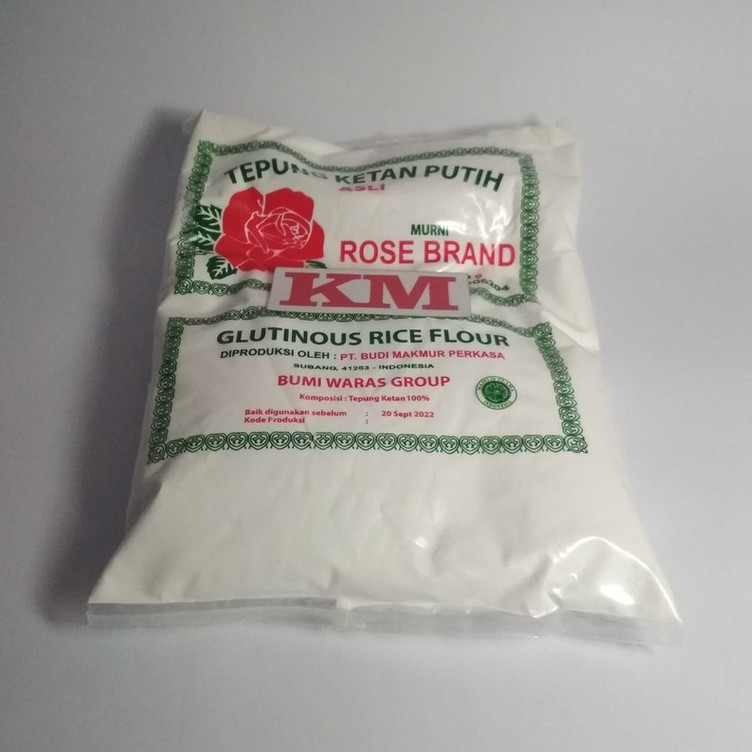 TEPUNG KETAN PUTIH
ASLI
MURNI
ROSE BRAND
KM
GLUTINOUS RICE FLOUR
DIPRODUKSI OLEH : PT. BUDI MAKMUR PERKASA
SUBANG, 41263 - INDONESIA
BUMI WARAS GROUP
Komposisi : Tepung Ketan 100%
Baik digunakan sebelum : 20 Sept 2022
Kode Produksi :